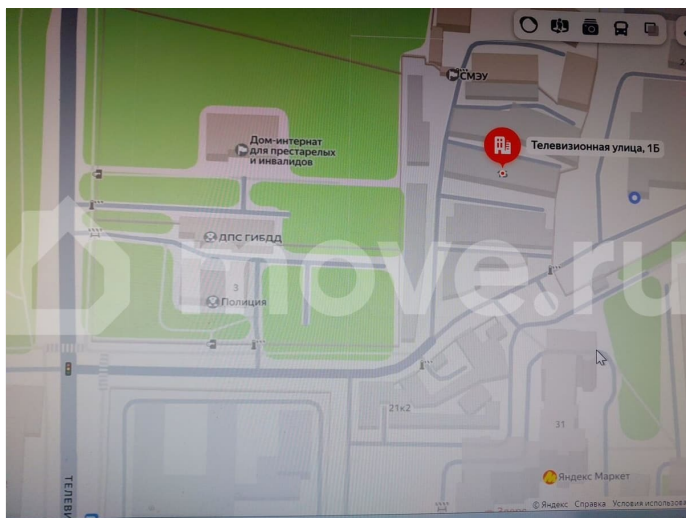 СМЭУ
Дом-интернат
для престарелых
и инвалидов
Телевизионная улица, 1Б
ДПС ГИБДД
3
Полиция
move.ru
21к2
31
Яндекс Маркет
© Яндекс Справка Условия использова
ТЕЛЕВИ